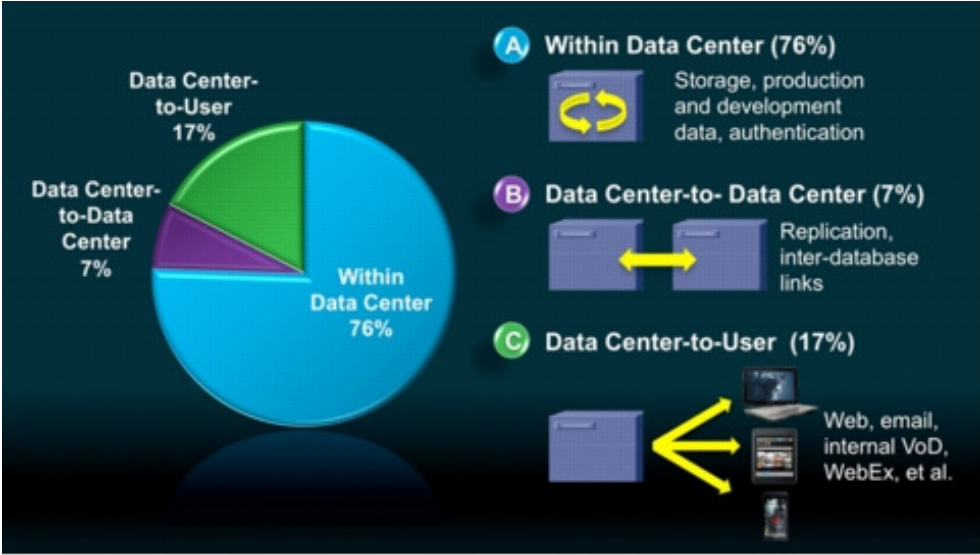 Data Center-
to-User
17%
Data Center-
to-Data
Center
7%
Within
Data Center
76%
A Within Data Center (76%)
Storage, production
and development
data, authentication
B Data Center-to- Data Center (7%)
Replication,
inter-database
links
C Data Center-to-User (17%)
Web, email,
internal VoD,
WebEx, et al.